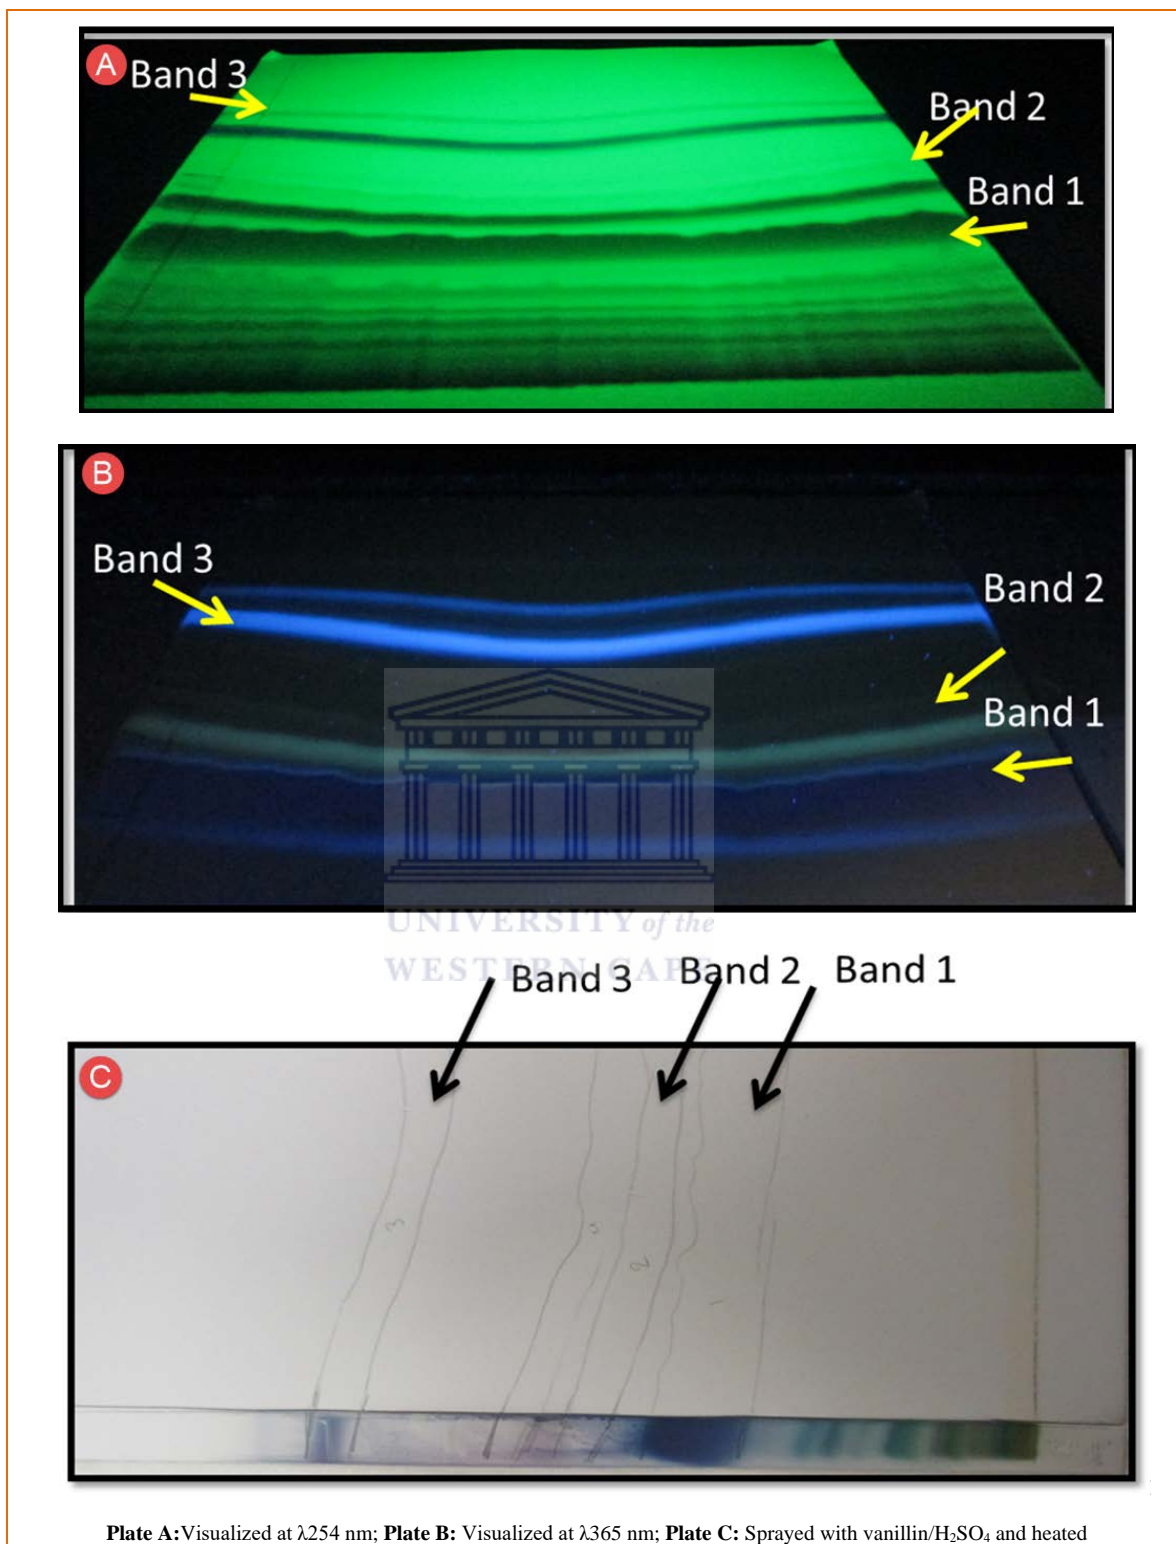 A
Band 3
Band 2
Band 1
B
Band 3
Band 2
Band 1
UNIVERSITY of the
WESTERN CAPE
Band 3 Band 2 Band 1
C
3
2
1
Plate A:Visualized at λ254 nm; Plate B: Visualized at λ365 nm; Plate C: Sprayed with vanillin/H₂SO₄ and heated